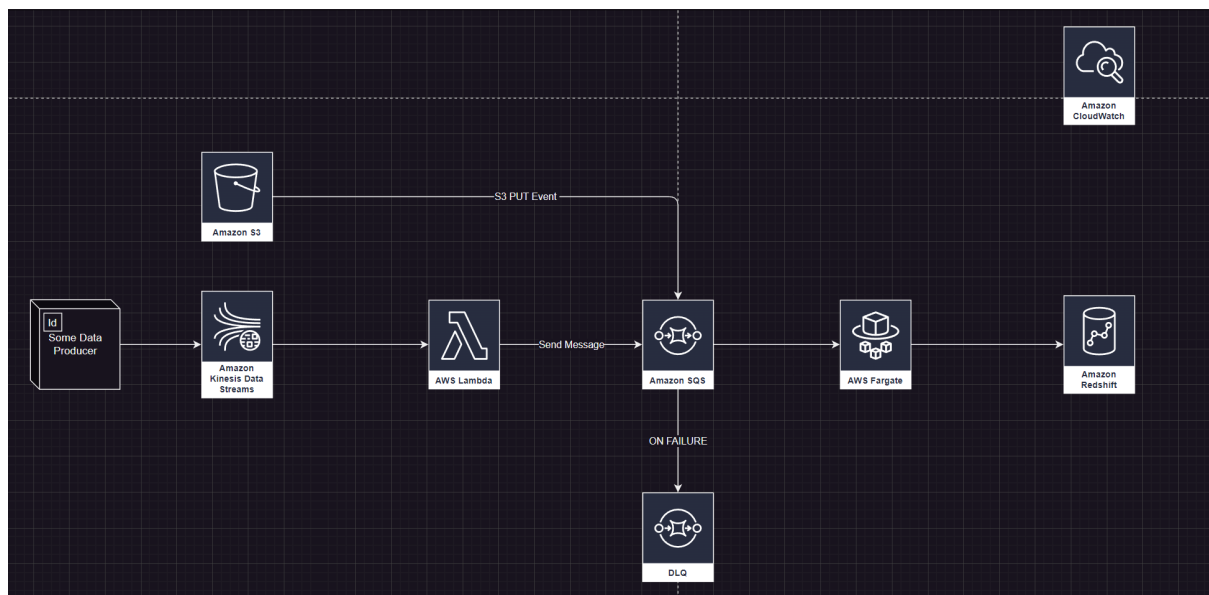 Amazon
CloudWatch
S3 PUT Event
Amazon S3
Id
Some Data
Producer
Amazon
Kinesis Data
Streams
AWS Lambda
Send Message
Amazon SQS
AWS Fargate
Amazon
Redshift
ON FAILURE
DLQ